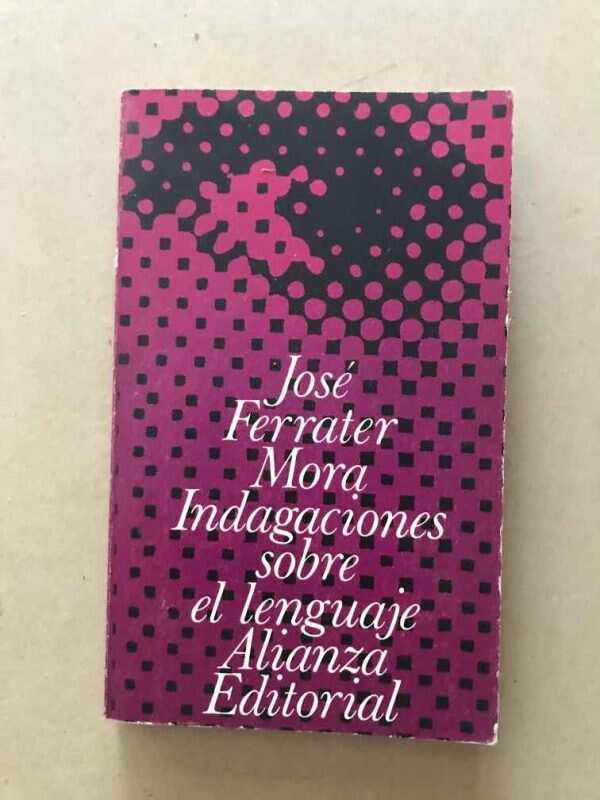 José
Ferrater
Mora
Indagaciones
sobre
el lenguaje
Alianza
Editorial